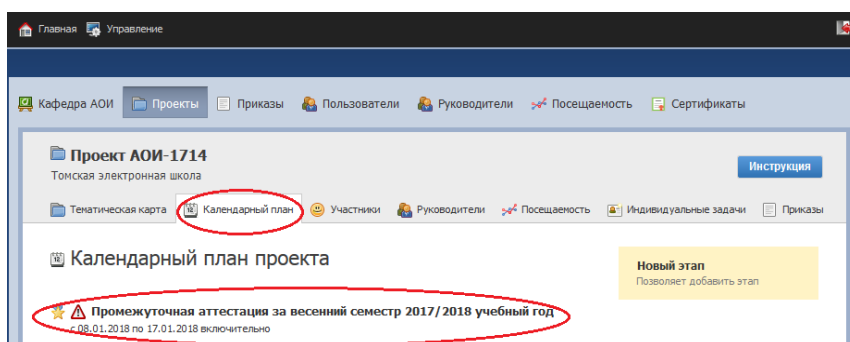 Главная Управление
Кафедра АОИ Проекты Приказы Пользователи Руководители Посещаемость Сертификаты
Проект АОИ-1714
Томская электронная школа
Инструкция
Тематическая карта Календарный план Участники Руководители Посещаемость Индивидуальные задачи Приказы
Календарный план проекта
Новый этап
Позволяет добавить этап
Промежуточная аттестация за весенний семестр 2017/2018 учебный год
с 08.01.2018 по 17.01.2018 включительно